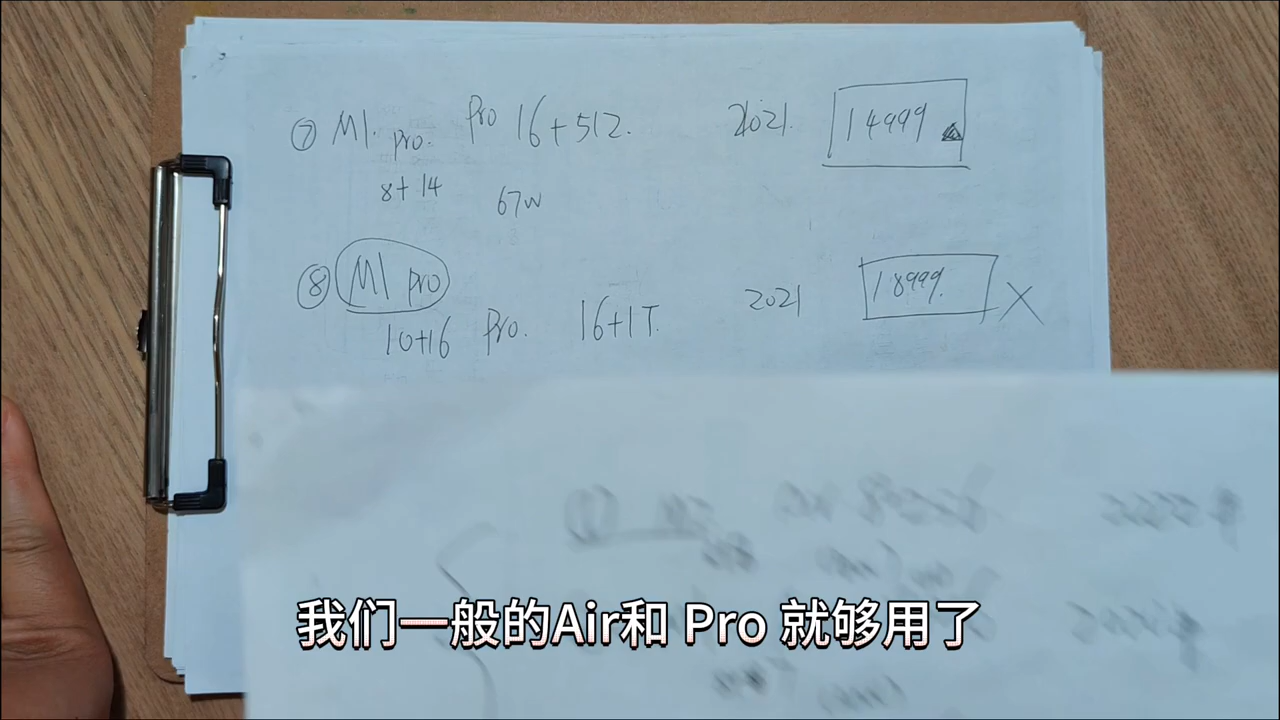 ⑦ M1 pro. Pro 16+512. 2021. 14999
8+14 67W
⑧ M1 pro 2021 18999. X
10+16 Pro. 16+1T.
我们一般的Air和 Pro 就够用了